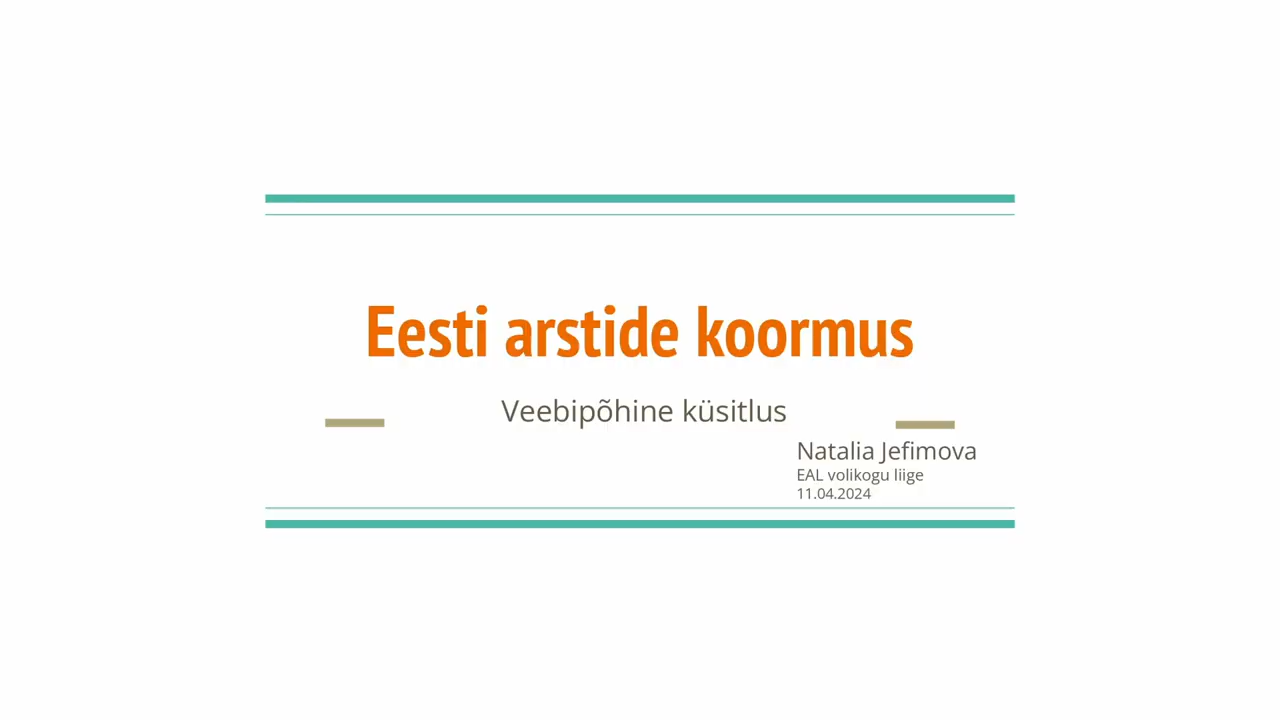 Eesti arstide koormus
Veebipõhine küsitlus
Natalia Jefimova
EAL volikogu liige
11.04.2024